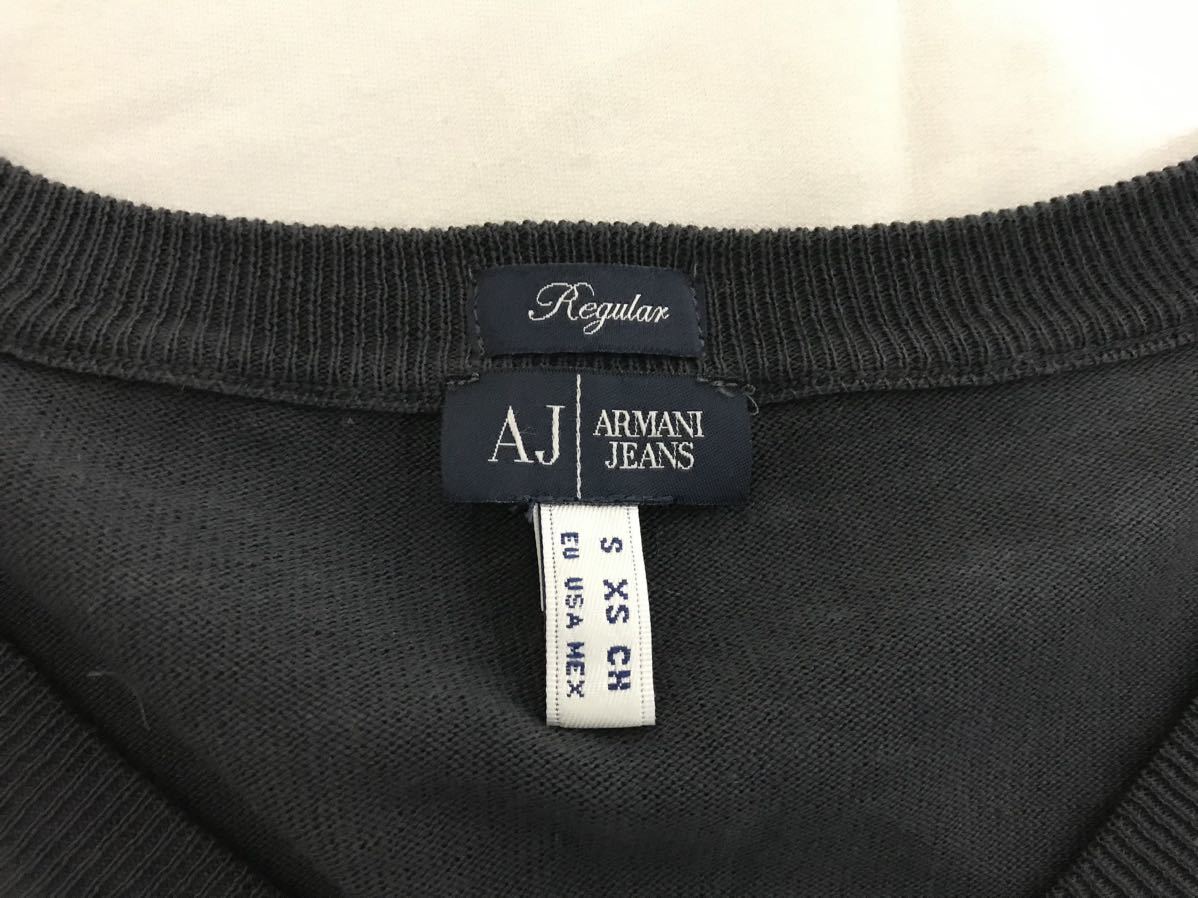 Regular
AJ
ARMANI
JEANS
S XS CH
EU USA MEX